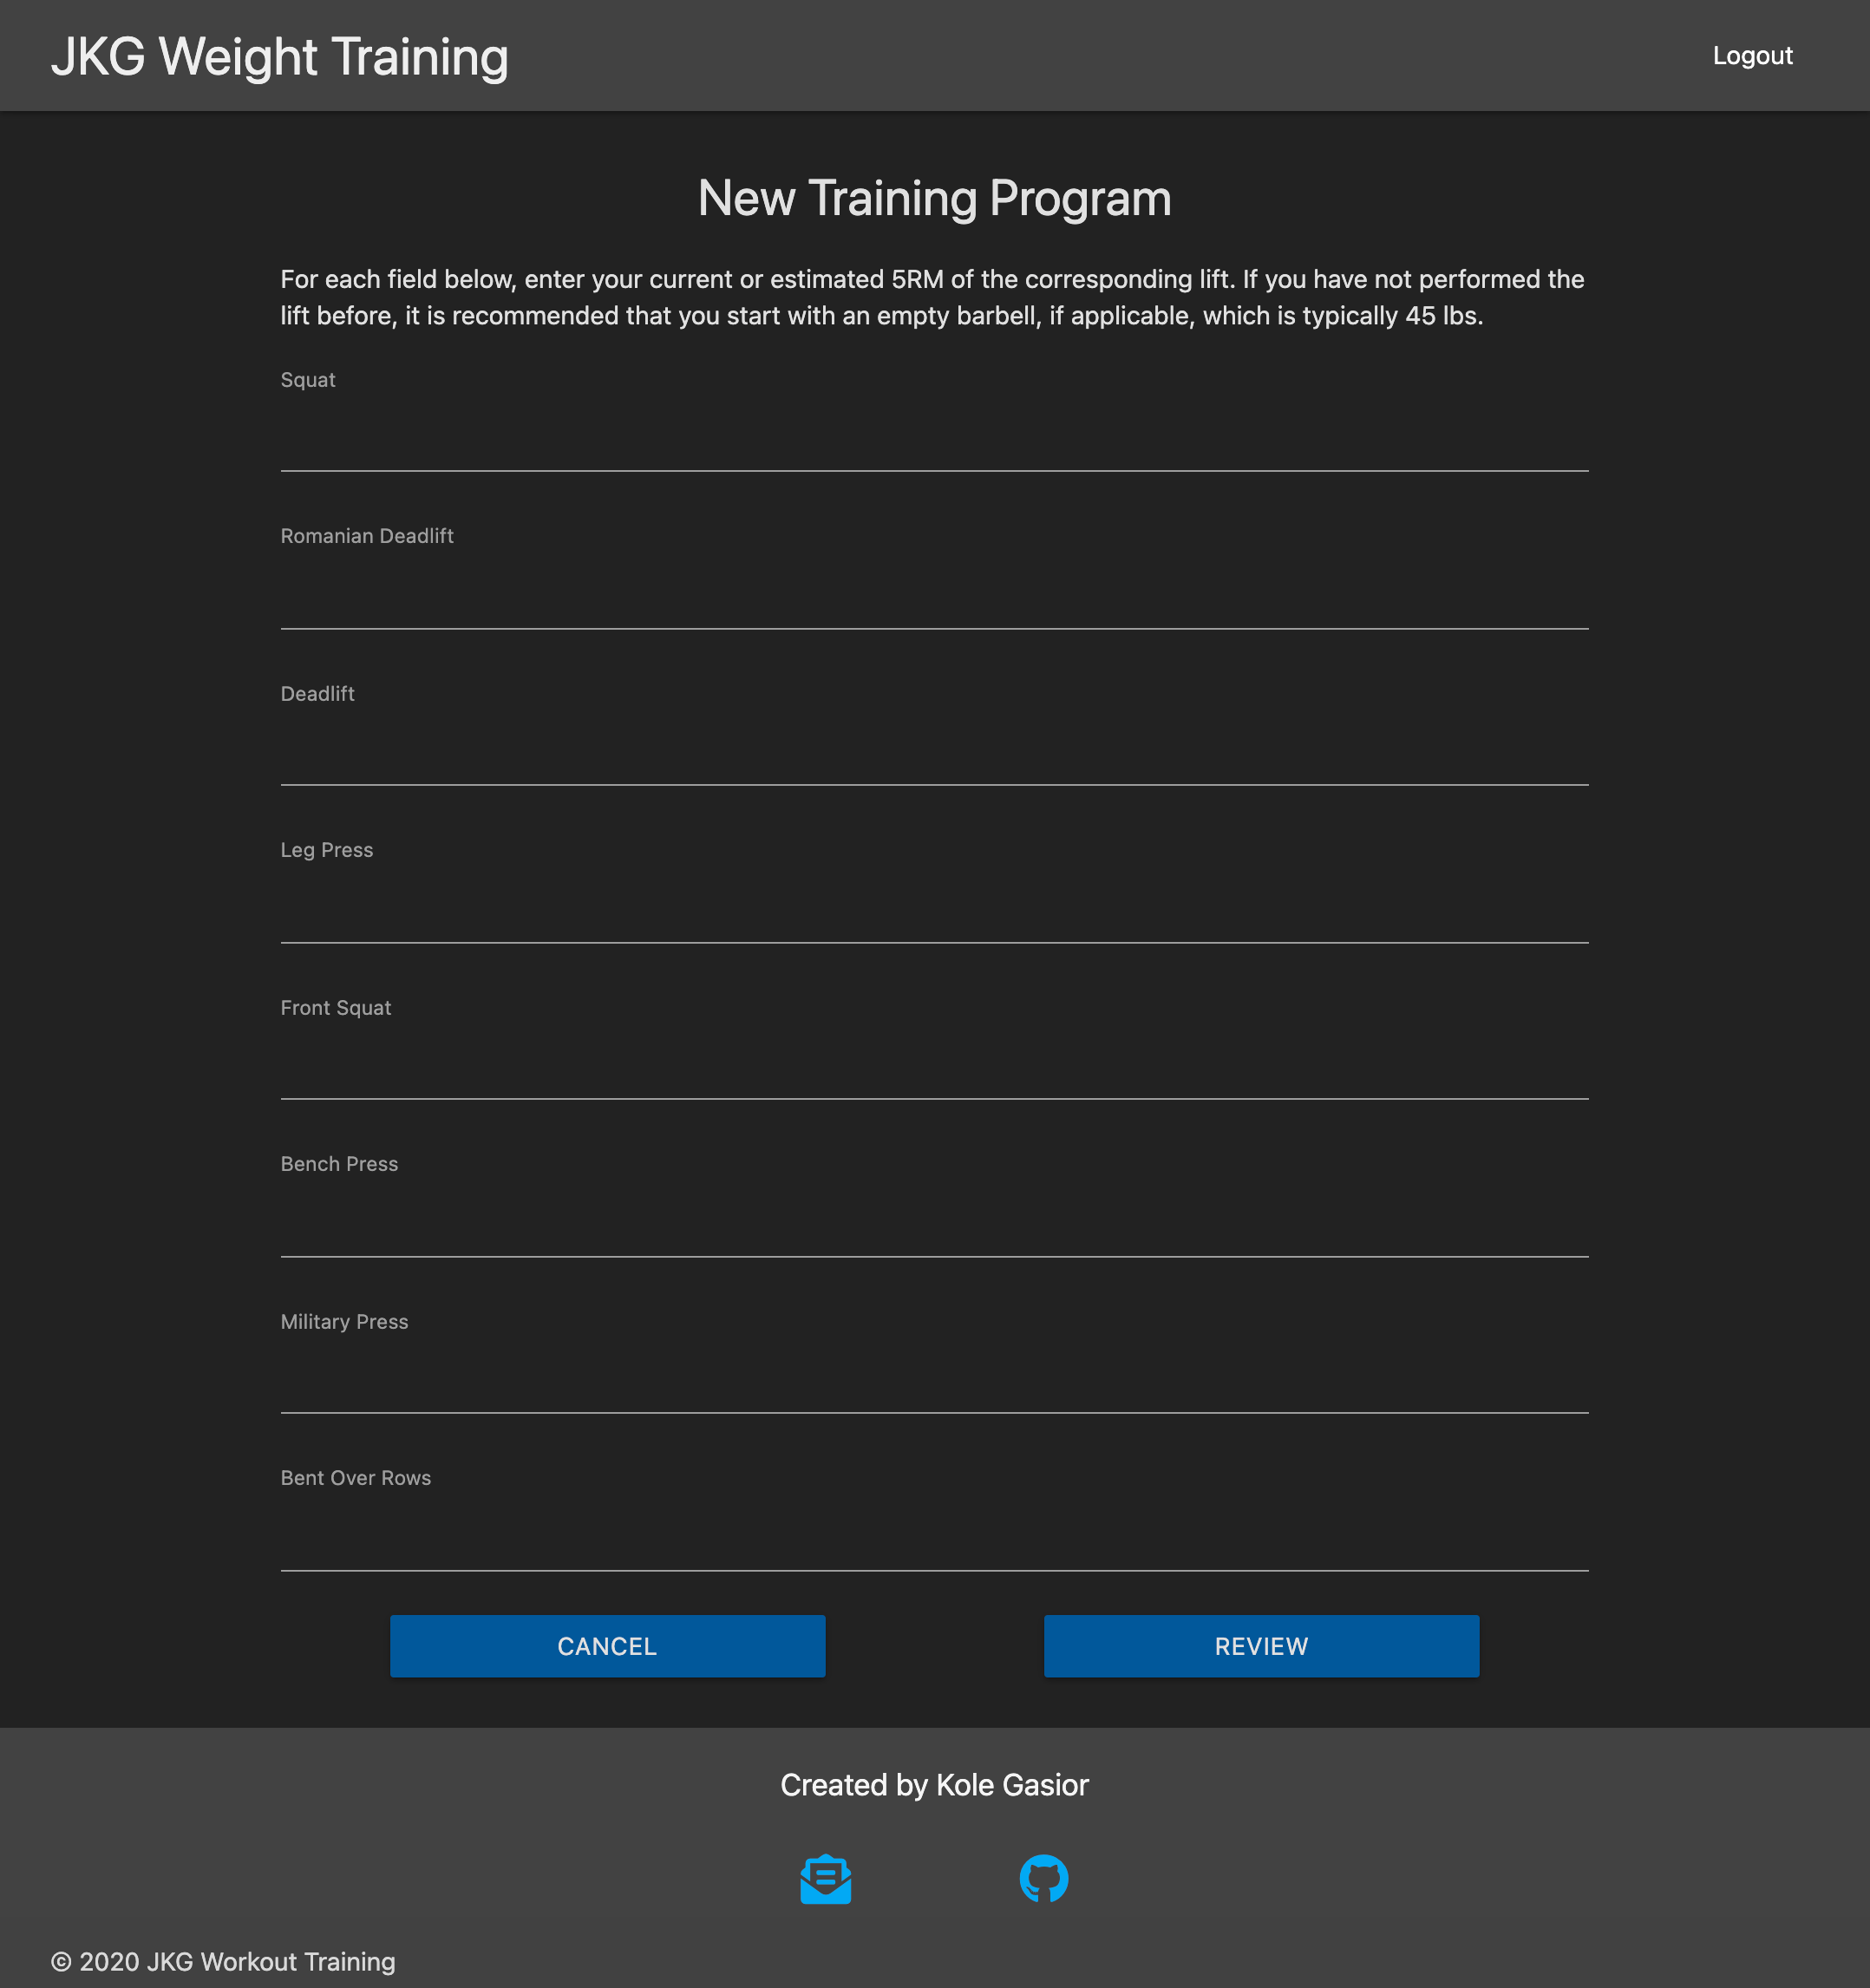 JKG Weight Training
Logout
New Training Program
For each field below, enter your current or estimated 5RM of the corresponding lift. If you have not performed the
lift before, it is recommended that you start with an empty barbell, if applicable, which is typically 45 lbs.
Squat
Romanian Deadlift
Deadlift
Leg Press
Front Squat
Bench Press
Military Press
Bent Over Rows
CANCEL
REVIEW
Created by Kole Gasior
© 2020 JKG Workout Training